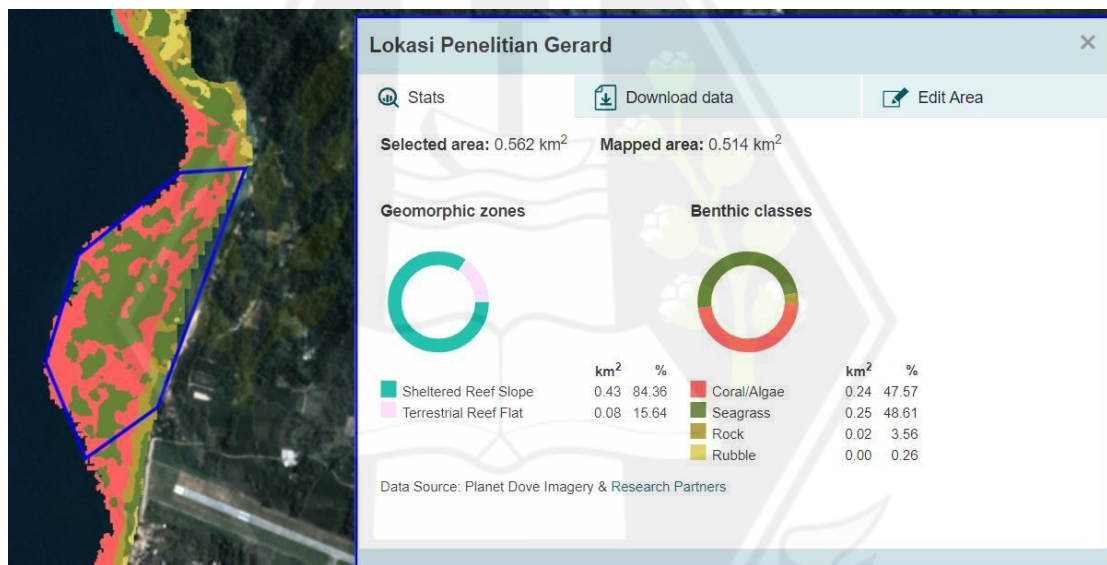 Lokasi Penelitian Gerard
Stats Download data Edit Area
Selected area: 0.562 km² Mapped area: 0.514 km²
Geomorphic zones
km² %
Sheltered Reef Slope 0.43 84.36
Terrestrial Reef Flat 0.08 15.64
Benthic classes
km² %
Coral/Algae 0.24 47.57
Seagrass 0.25 48.61
Rock 0.02 3.56
Rubble 0.00 0.26
Data Source: Planet Dove Imagery & Research Partners